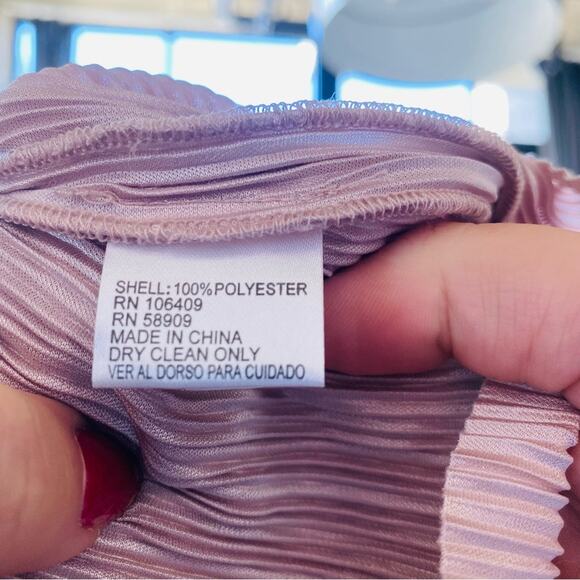 SHELL: 100% POLYESTER
RN 106409
RN 58909
MADE IN CHINA
DRY CLEAN ONLY
VER AL DORSO PARA CUIDADO